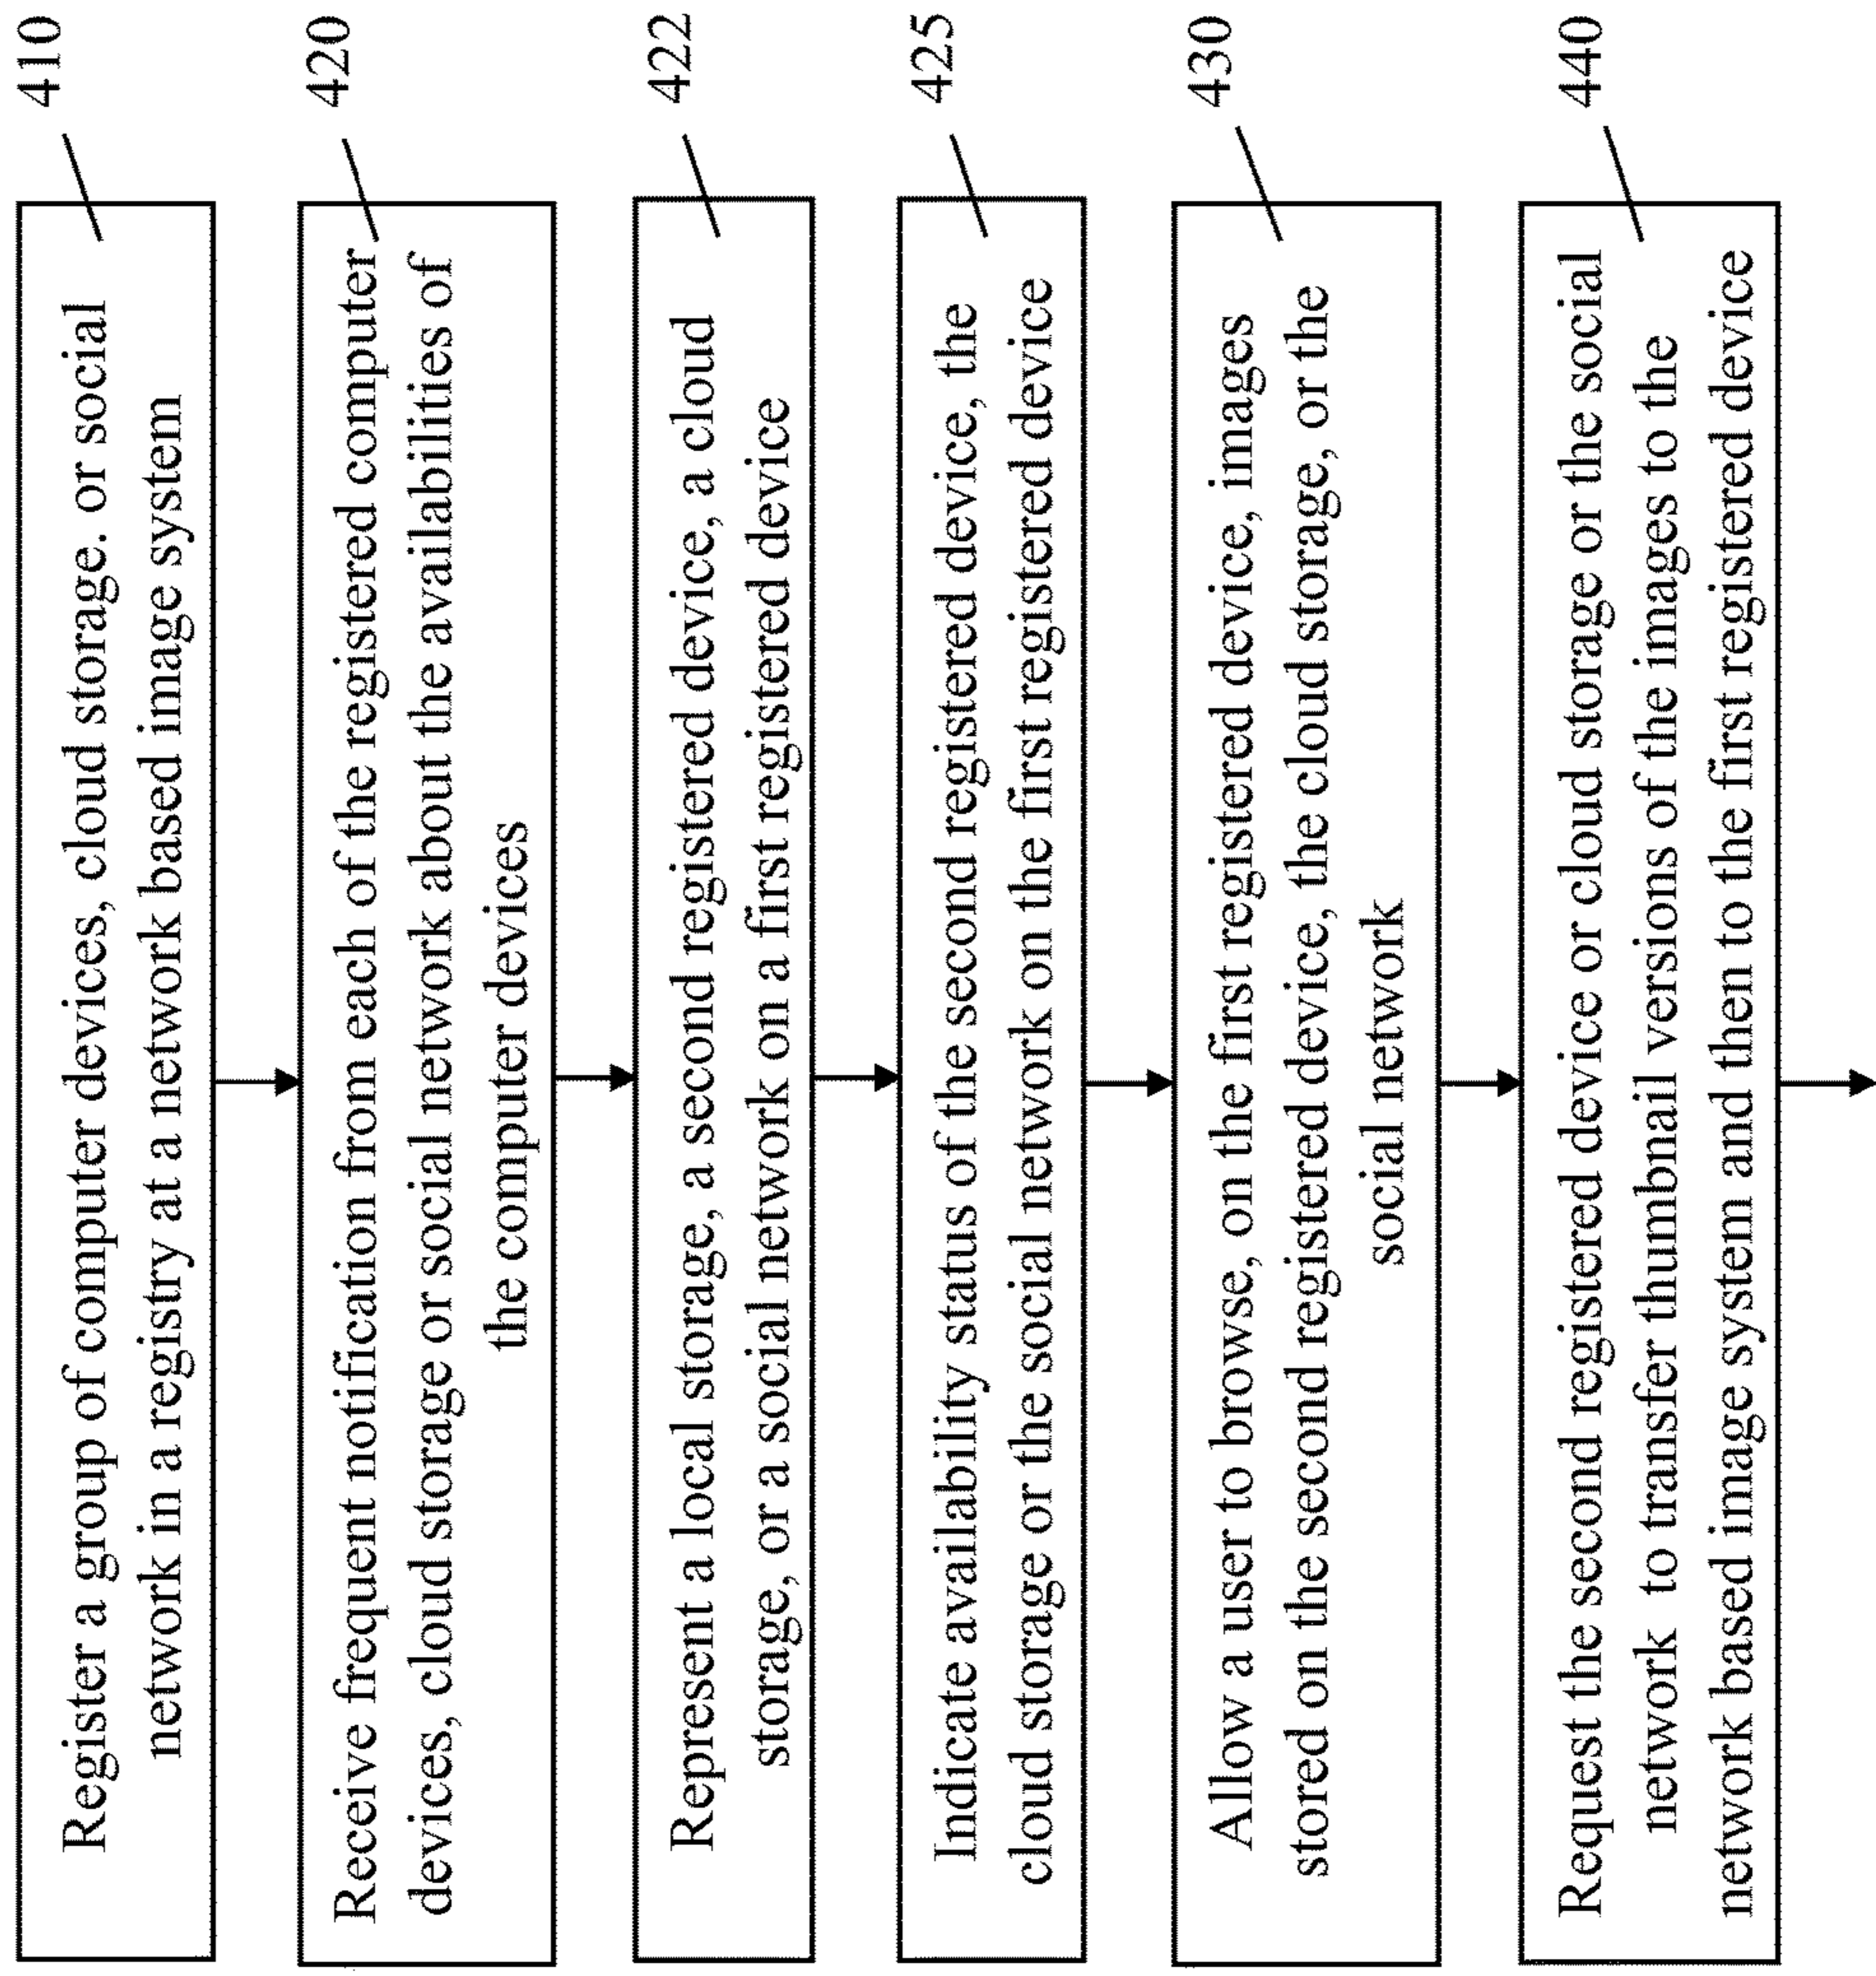 Register a group of computer devices, cloud storage. or social
network in a registry at a network based image system
410
Receive frequent notification from each of the registered computer
devices, cloud storage or social network about the availabilities of
the computer devices
420
Represent a local storage, a second registered device, a cloud
storage, or a social network on a first registered device
422
Indicate availability status of the second registered device, the
cloud storage or the social network on the first registered device
425
Allow a user to browse, on the first registered device, images
stored on the second registered device, the cloud storage, or the
social network
430
Request the second registered device or cloud storage or the social
network to transfer thumbnail versions of the images to the
network based image system and then to the first registered device
440